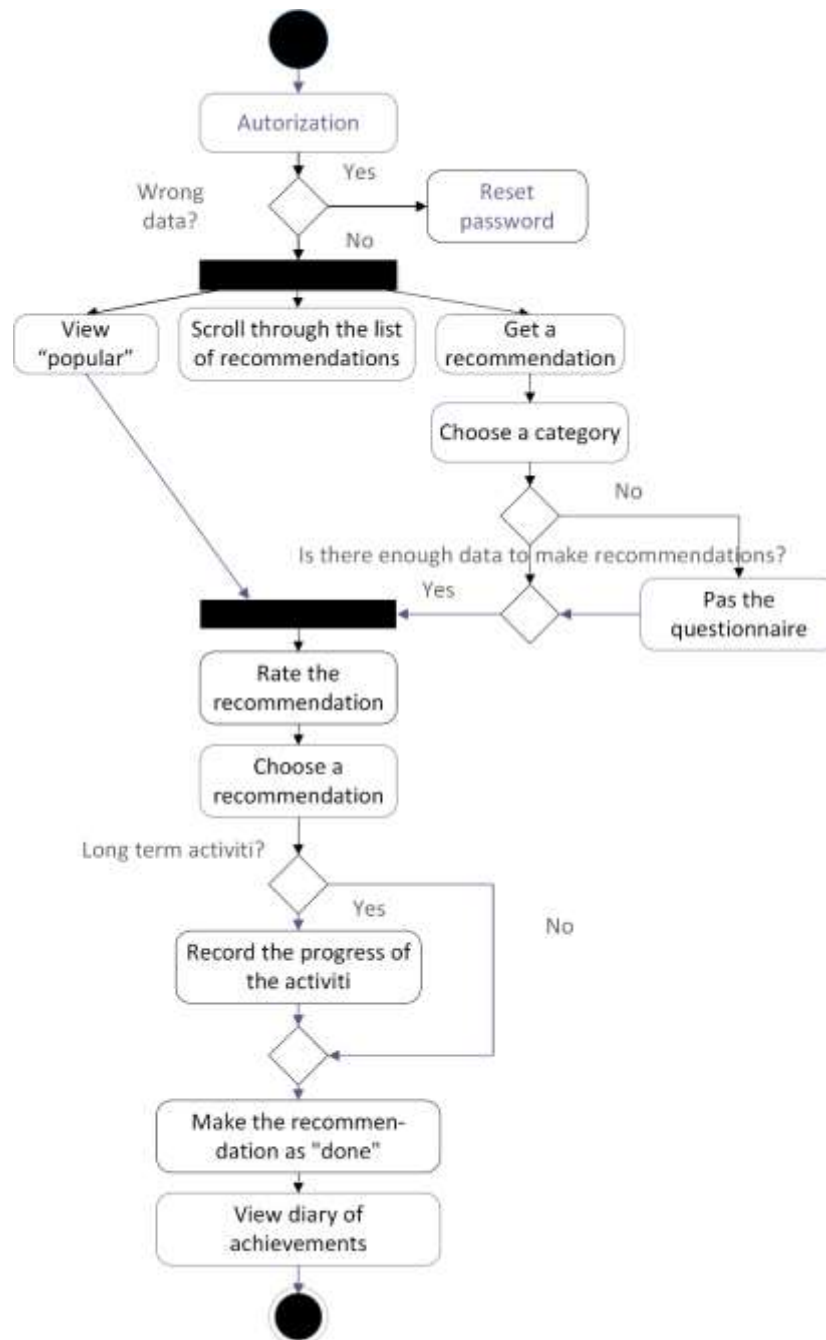 Autorization
Yes
Wrong
data?
Reset
password
No
View
“popular”
Scroll through the list
of recommendations
Get a
recommendation
Choose a category
No
Is there enough data to make recommendations?
Yes
Pas the
questionnaire
Rate the
recommendation
Choose a
recommendation
Long term activiti?
Yes
No
Record the progress of
the activiti
Make the recommen-
dation as "done"
View diary of
achievements